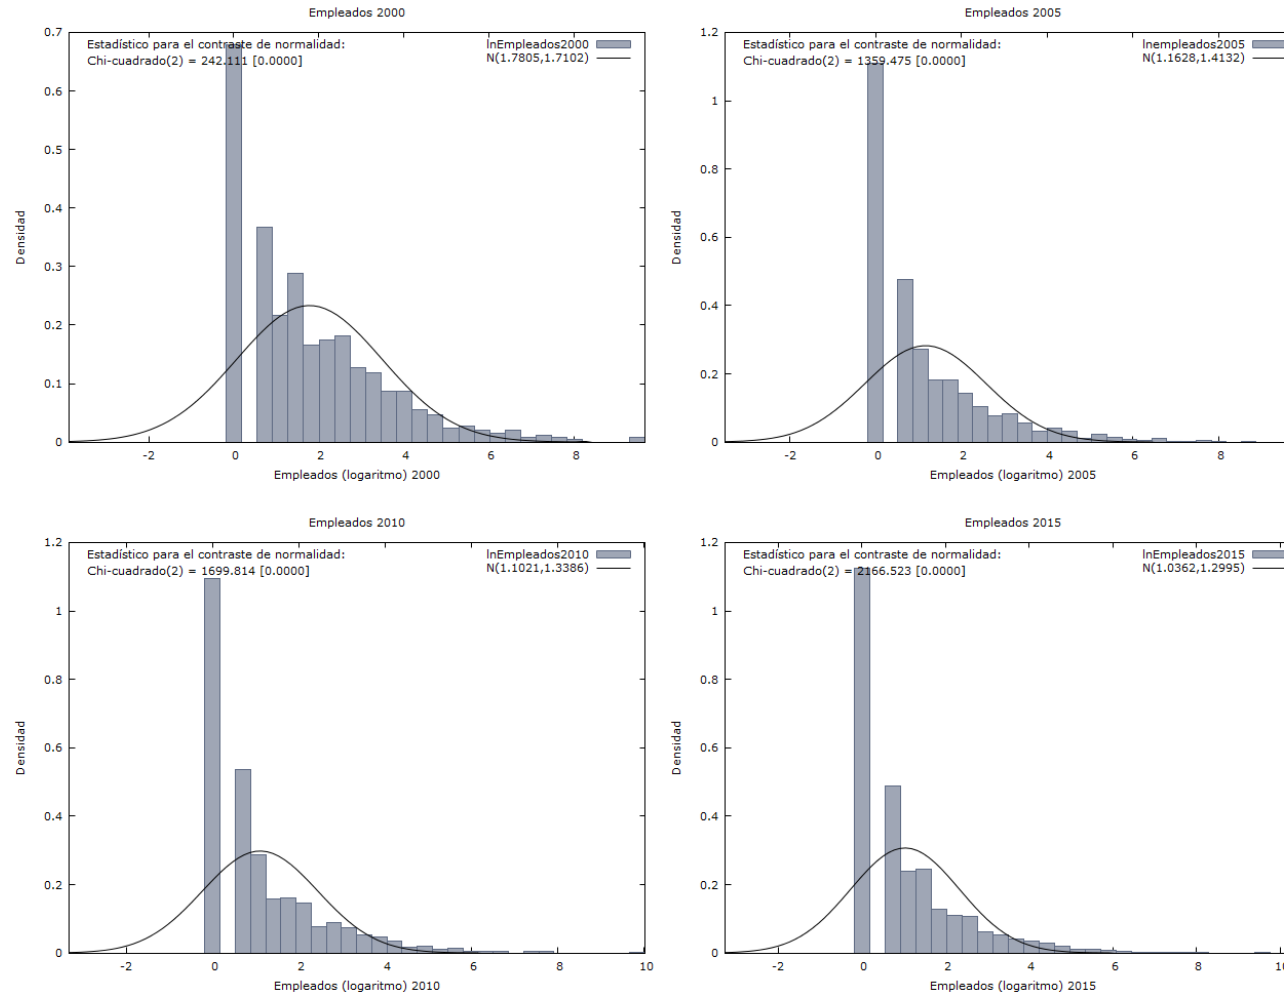 Empleados 2000
Estadístico para el contraste de normalidad:
Chi-cuadrado(2) = 242.111 [0.0000]
lnEmpleados2000
N(1.7805,1.7102)
0.7
0.6
0.5
0.4
0.3
0.2
0.1
0
Densidad
-2
0
2
4
6
8
Empleados (logaritmo) 2000
Empleados 2005
Estadístico para el contraste de normalidad:
Chi-cuadrado(2) = 1359.475 [0.0000]
lnempleados2005
N(1.1628,1.4132)
1.2
1
0.8
0.6
0.4
0.2
0
Densidad
-2
0
2
4
6
8
Empleados (logaritmo) 2005
Empleados 2010
Estadístico para el contraste de normalidad:
Chi-cuadrado(2) = 1699.814 [0.0000]
lnEmpleados2010
N(1.1021,1.3386)
1.2
1
0.8
0.6
0.4
0.2
0
Densidad
-2
0
2
4
6
8
10
Empleados (logaritmo) 2010
Empleados 2015
Estadístico para el contraste de normalidad:
Chi-cuadrado(2) = 2166.523 [0.0000]
lnEmpleados2015
N(1.0362,1.2995)
1.2
1
0.8
0.6
0.4
0.2
0
Densidad
-2
0
2
4
6
8
10
Empleados (logaritmo) 2015